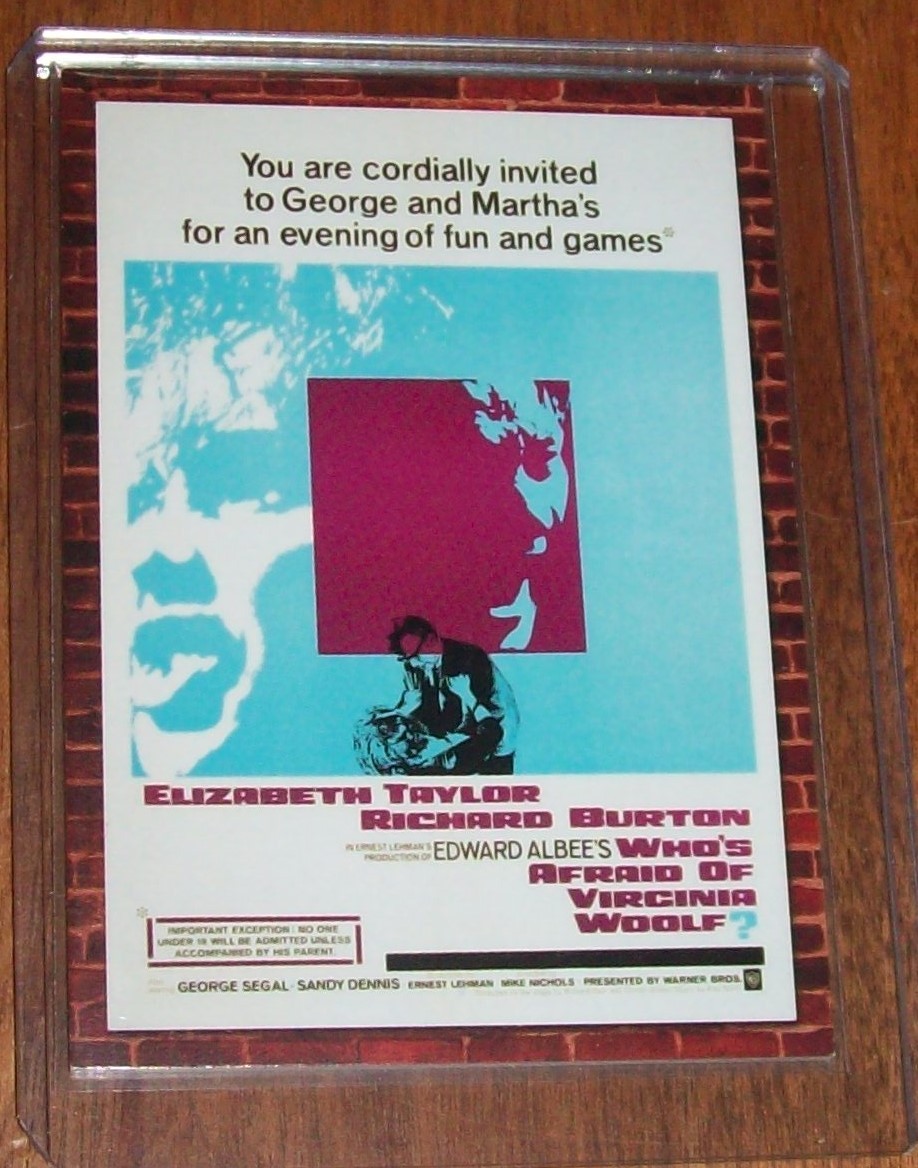 You are cordially invited
to George and Martha's
for an evening of fun and games*
ELIZABETH TAYLOR
RICHARD BURTON
IN ERNEST LEHMAN'S
PRODUCTION OF EDWARD ALBEE'S WHO'S
AFRAID OF
VIRGINIA
WOOLF?
*
IMPORTANT EXCEPTION: NO ONE
UNDER 18 WILL BE ADMITTED UNLESS
ACCOMPANIED BY HIS PARENT.
GEORGE SEGAL · SANDY DENNIS ERNEST LEHMAN MIKE NICHOLS PRESENTED BY WARNER BROS.